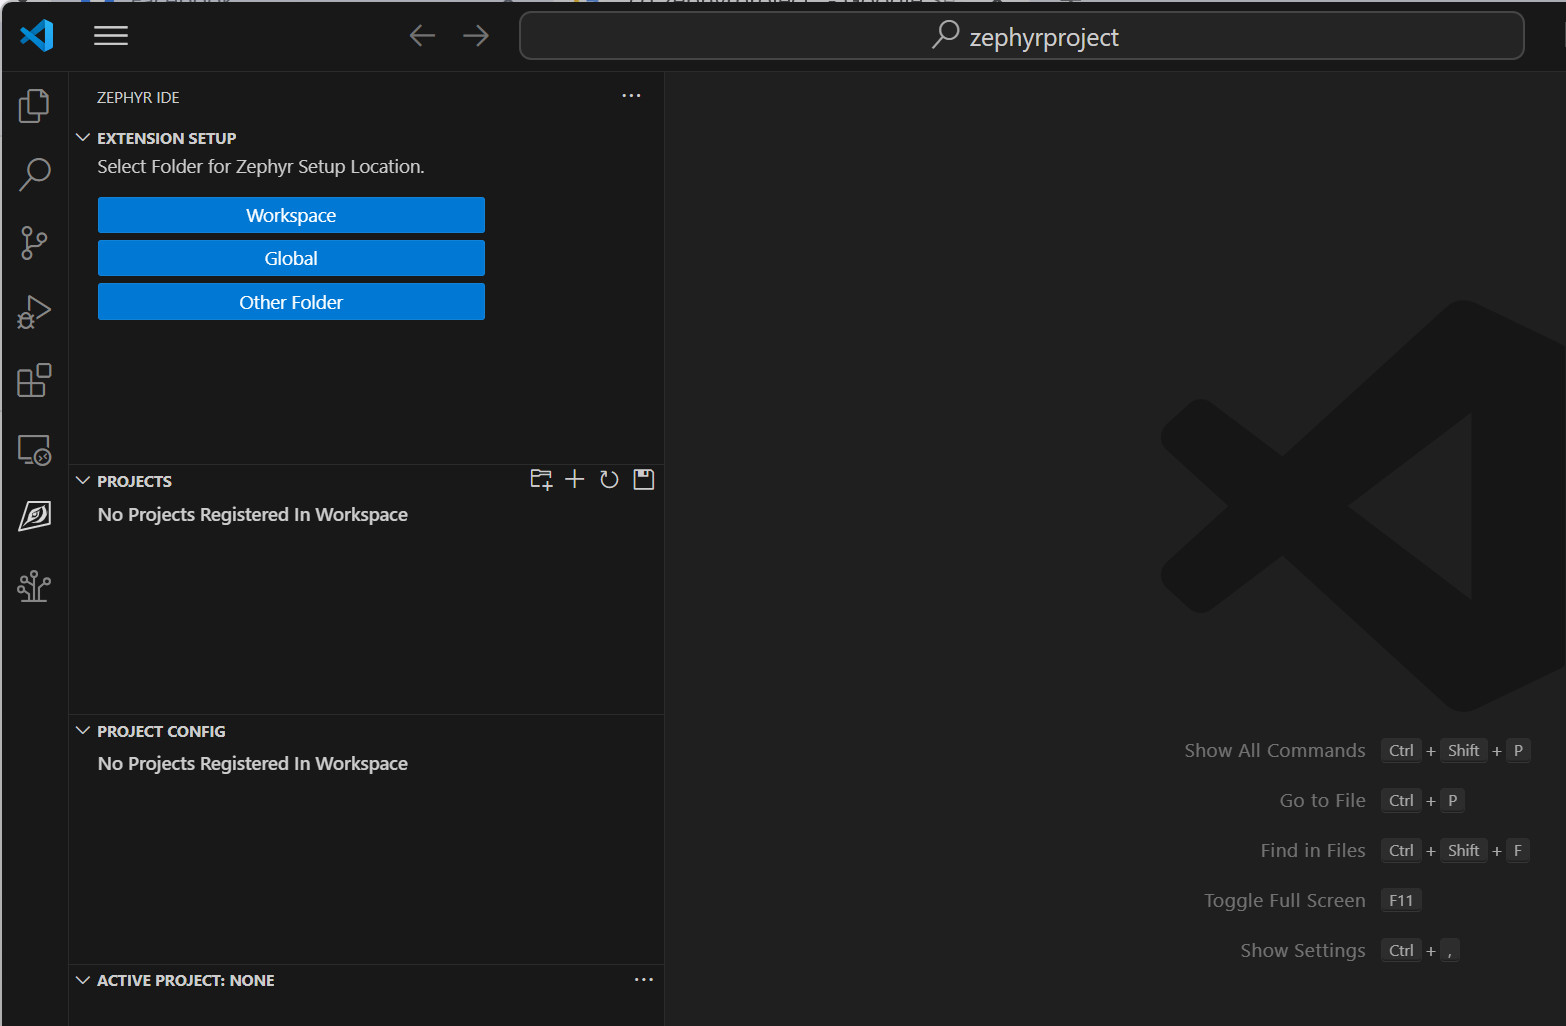 zephyrproject
ZEPHYR IDE
EXTENSION SETUP
Select Folder for Zephyr Setup Location.
Workspace
Global
Other Folder
PROJECTS
No Projects Registered In Workspace
PROJECT CONFIG
No Projects Registered In Workspace
ACTIVE PROJECT: NONE
Show All Commands Ctrl + Shift + P
Go to File Ctrl + P
Find in Files Ctrl + Shift + F
Toggle Full Screen F11
Show Settings Ctrl + ,